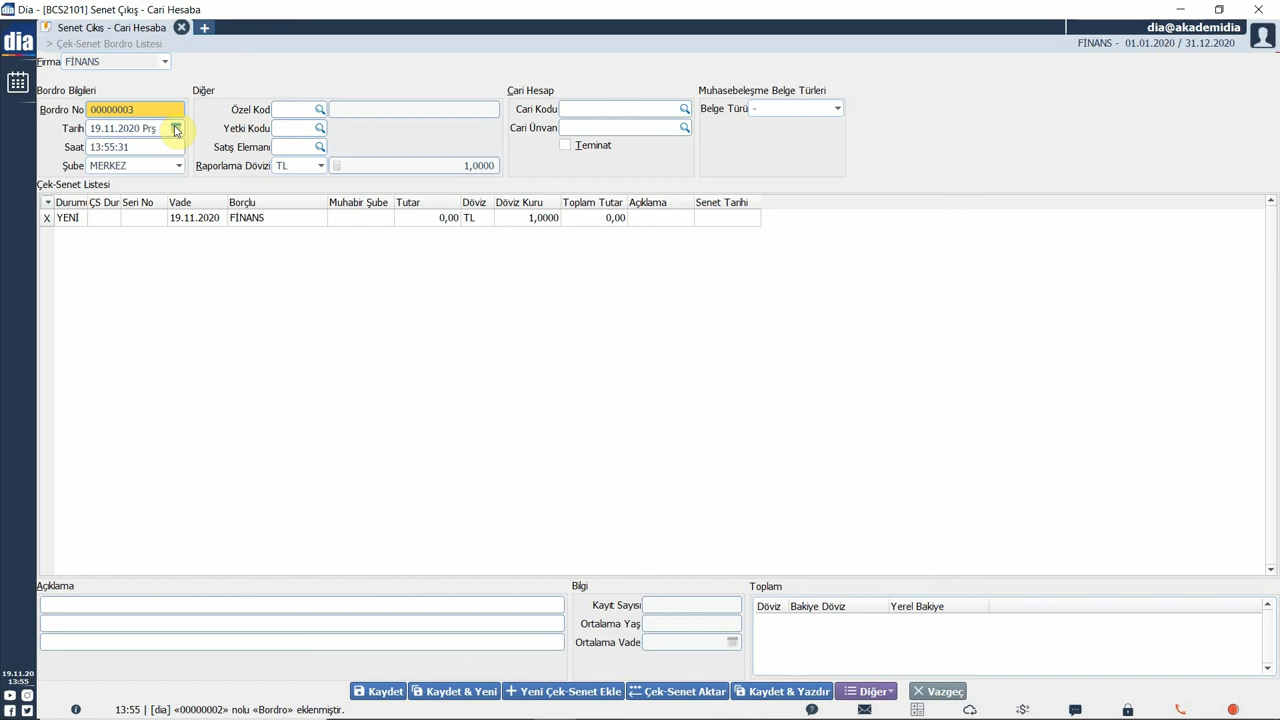 Dia - [BCS2101] Senet Çıkış - Cari Hesaba
dia
Senet Çıkış - Cari Hesaba
dia@akademidia
> Çek-Senet Bordro Listesi
FİNANS - 01.01.2020 / 31.12.2020
Firma FİNANS
Bordro Bilgileri Diğer Cari Hesap Muhasebeleşme Belge Türleri
Bordro No 00000003 Özel Kod Cari Kodu Belge Türü -
Tarih 19.11.2020 Prş Yetki Kodu Cari Ünvan
Saat 13:55:31 Satış Elemanı Teminat
Şube MERKEZ Raporlama Dövizi TL 1,0000
Çek-Senet Listesi
Durumu ÇS Dur Seri No Vade Borçlu Muhabir Şube Tutar Döviz Döviz Kuru Toplam Tutar Açıklama Senet Tarihi
X YENİ 19.11.2020 FİNANS 0,00 TL 1,0000 0,00
Açıklama Bilgi Toplam
Kayıt Sayısı Döviz Bakiye Döviz Yerel Bakiye
Ortalama Yaş
Ortalama Vade
19.11.20
13:55
Kaydet Kaydet & Yeni Yeni Çek-Senet Ekle Çek-Senet Aktar Kaydet & Yazdır Diğer Vazgeç
13:55 | [dia] «00000002» nolu «Bordro» eklenmiştir.